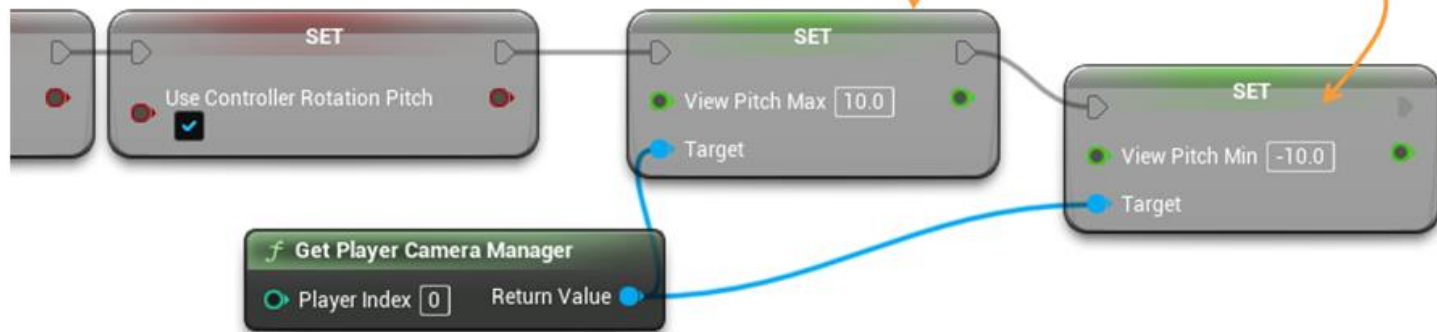 SET
Use Controller Rotation Pitch
SET
View Pitch Max 10.0
Target
SET
View Pitch Min -10.0
Target
f Get Player Camera Manager
Player Index 0 Return Value